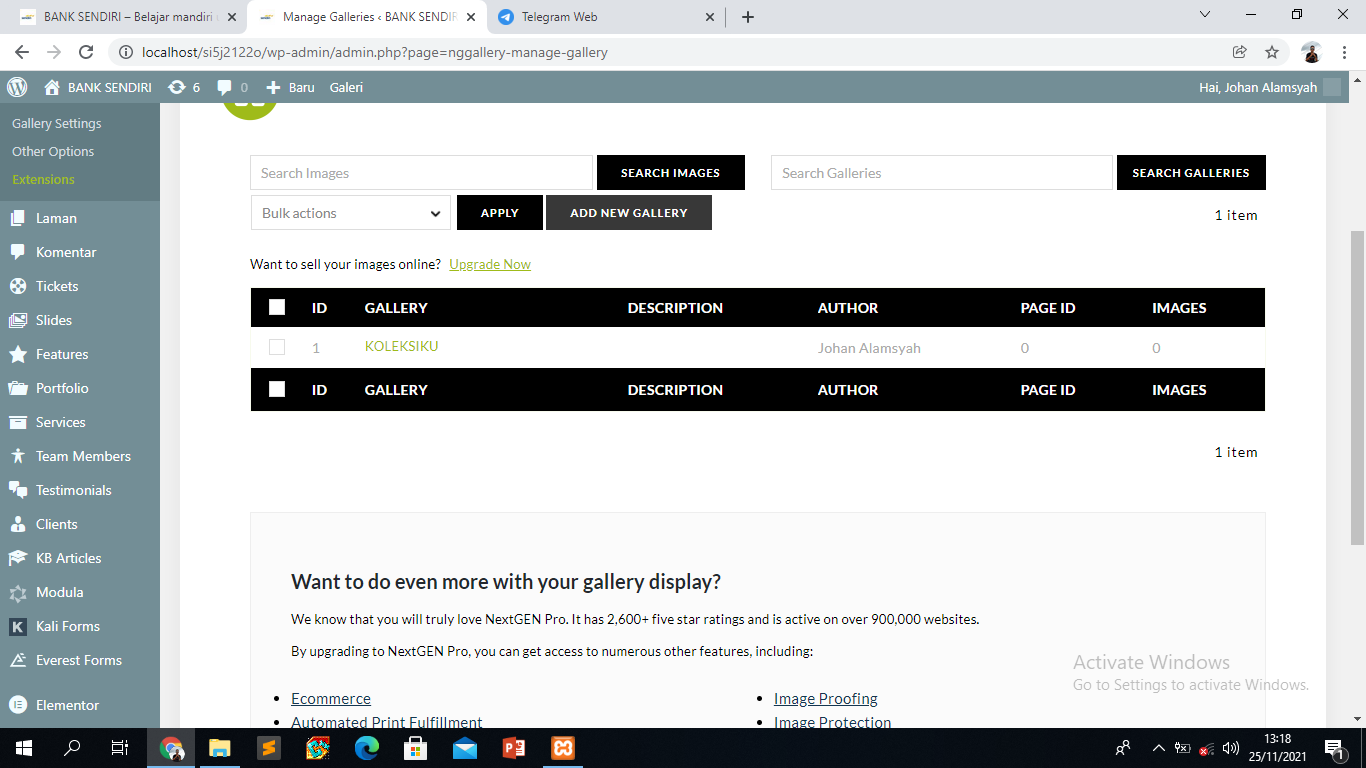 BANK SENDIRI – Belajar mandiri
Manage Galleries ‹ BANK SENDIR
Telegram Web
localhost/si5j2122o/wp-admin/admin.php?page=nggallery-manage-gallery
BANK SENDIRI 6 0 Baru Galeri Hai, Johan Alamsyah
Gallery Settings
Other Options
Extensions
Laman
Komentar
Tickets
Slides
Features
Portfolio
Services
Team Members
Testimonials
Clients
KB Articles
Modula
Kali Forms
Everest Forms
Elementor
Search Images SEARCH IMAGES Search Galleries SEARCH GALLERIES
Bulk actions APPLY ADD NEW GALLERY 1 item
Want to sell your images online? Upgrade Now
ID GALLERY DESCRIPTION AUTHOR PAGE ID IMAGES
1 KOLEKSIKU Johan Alamsyah 0 0
ID GALLERY DESCRIPTION AUTHOR PAGE ID IMAGES
1 item
Want to do even more with your gallery display?
We know that you will truly love NextGEN Pro. It has 2,600+ five star ratings and is active on over 900,000 websites.
By upgrading to NextGEN Pro, you can get access to numerous other features, including:
Ecommerce
Automated Print Fulfillment
Image Proofing
Image Protection
Activate Windows
Go to Settings to activate Windows.
13:18
25/11/2021
1